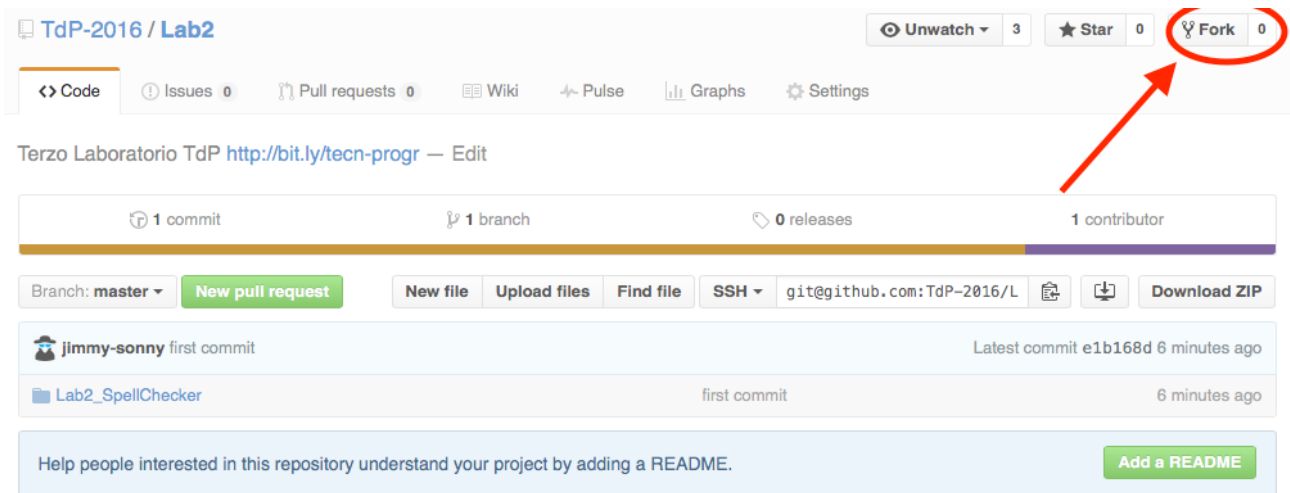 TdP-2016 / Lab2 Unwatch 3 Star 0 Fork 0
Code Issues 0 Pull requests 0 Wiki Pulse Graphs Settings
Terzo Laboratorio TdP http://bit.ly/tecn-progr — Edit
1 commit 1 branch 0 releases 1 contributor
Branch: master New pull request New file Upload files Find file SSH git@github.com:TdP-2016/L Download ZIP
jimmy-sonny first commit Latest commit e1b168d 6 minutes ago
Lab2_SpellChecker first commit 6 minutes ago
Help people interested in this repository understand your project by adding a README. Add a README